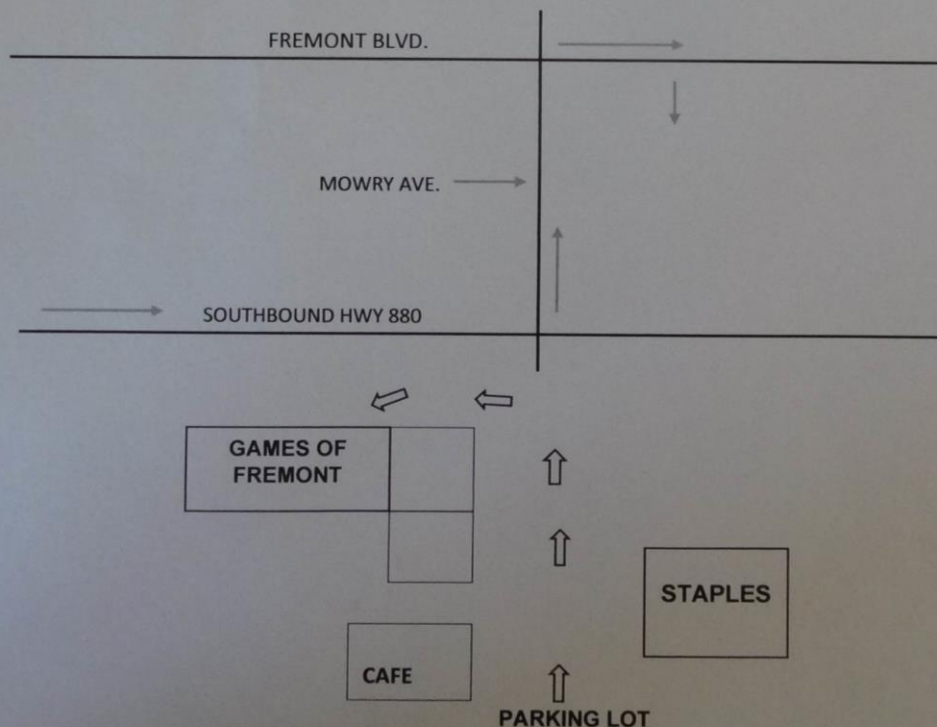 FREMONT BLVD.
MOWRY AVE.
SOUTHBOUND HWY 880
GAMES OF
FREMONT
STAPLES
CAFE
PARKING LOT